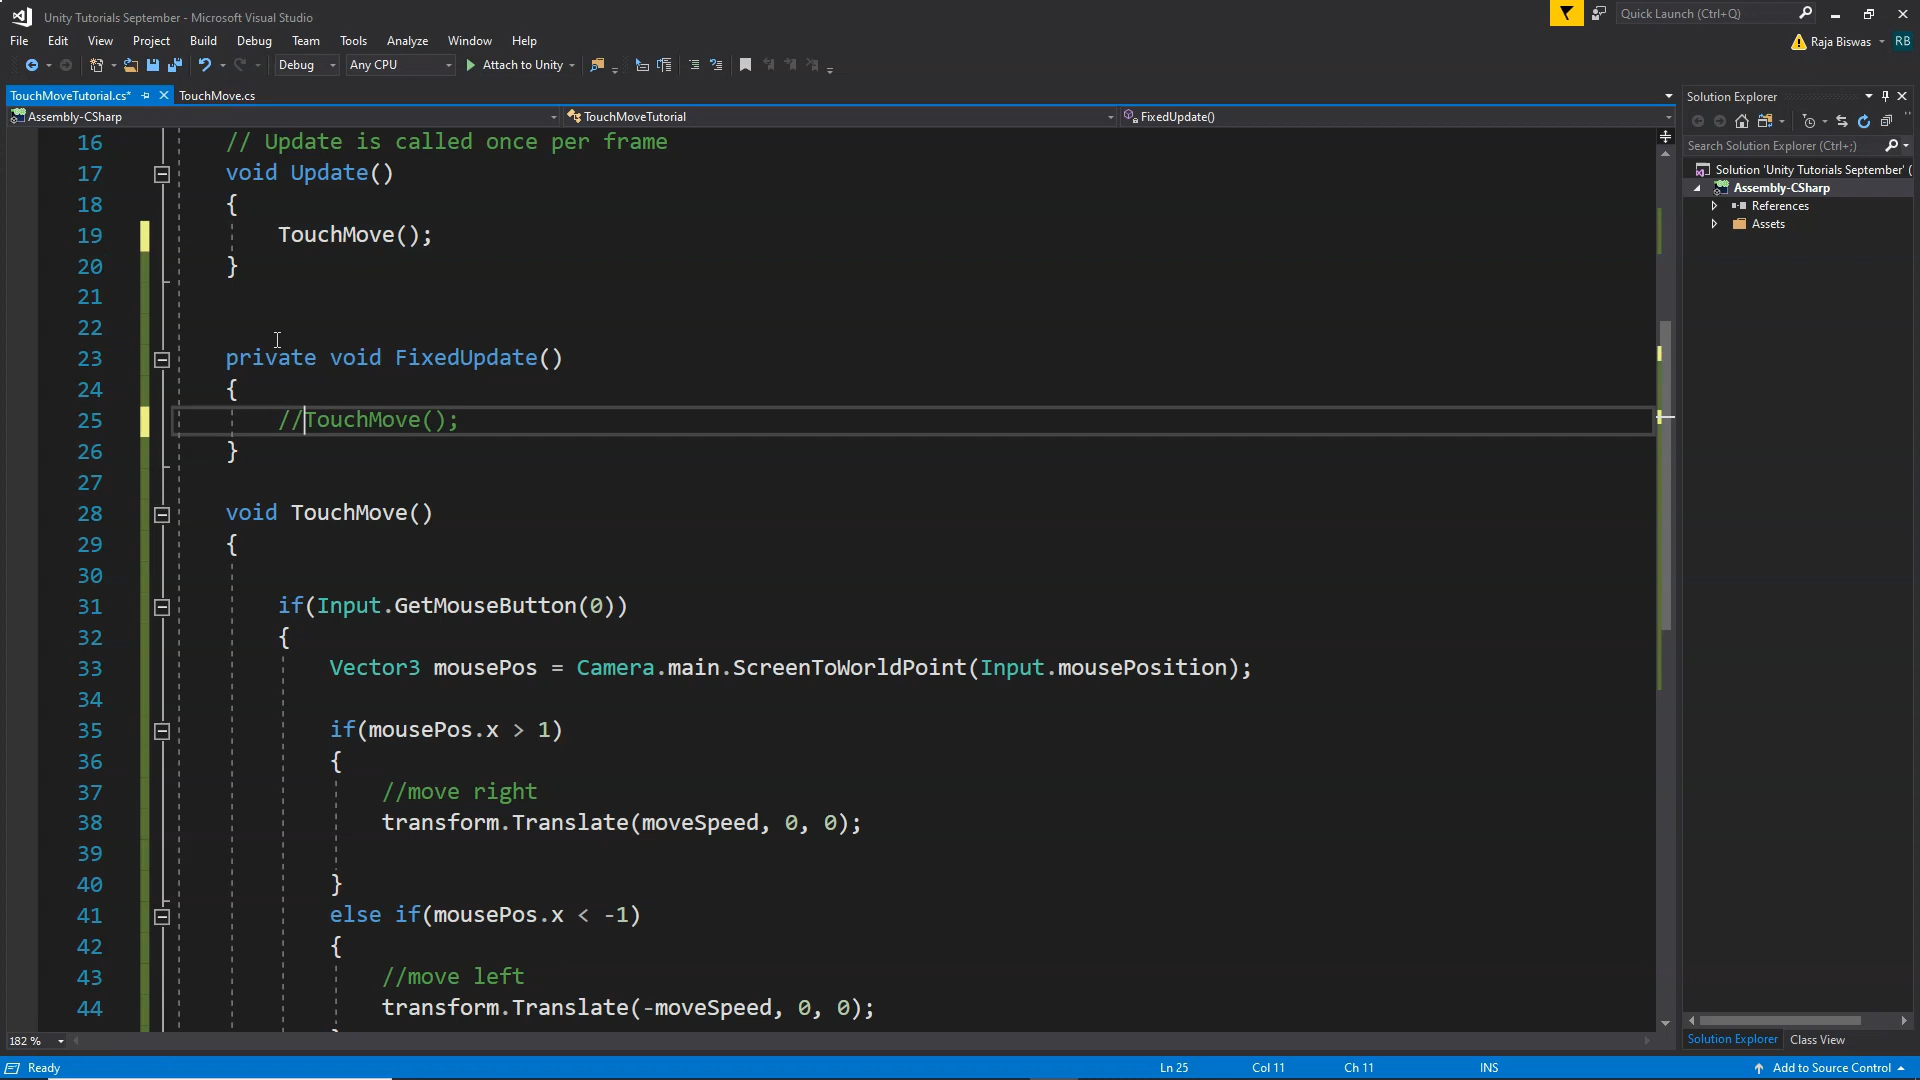 Unity Tutorials September - Microsoft Visual Studio
Quick Launch (Ctrl+Q)
File Edit View Project Build Debug Team Tools Analyze Window Help
Raja Biswas RB
Debug Any CPU Attach to Unity
TouchMoveTutorial.cs* TouchMove.cs
Assembly-CSharp TouchMoveTutorial FixedUpdate()
16 // Update is called once per frame
17 void Update()
18 {
19 TouchMove();
20 }
21
22
23 private void FixedUpdate()
24 {
25 //TouchMove();
26 }
27
28 void TouchMove()
29 {
30
31 if(Input.GetMouseButton(0))
32 {
33 Vector3 mousePos = Camera.main.ScreenToWorldPoint(Input.mousePosition);
34
35 if(mousePos.x > 1)
36 {
37 //move right
38 transform.Translate(moveSpeed, 0, 0);
39
40 }
41 else if(mousePos.x < -1)
42 {
43 //move left
44 transform.Translate(-moveSpeed, 0, 0);
182 %
Solution Explorer
Search Solution Explorer (Ctrl+;)
Solution 'Unity Tutorials September' (
Assembly-CSharp
References
Assets
Solution Explorer Class View
Ready Ln 25 Col 11 Ch 11 INS Add to Source Control